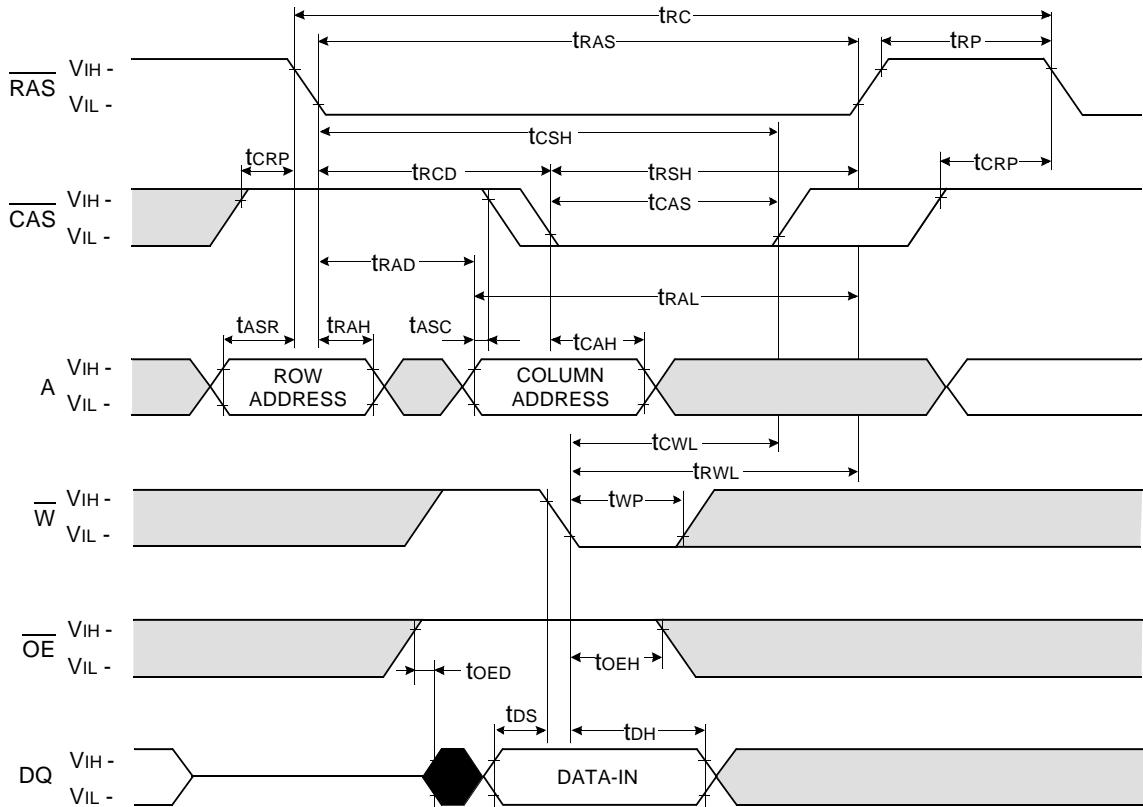 tRC
tRAS
tRP
RAS
VIH -
VIL -
tCSH
tCRP
tRCD
tRSH
tCRP
CAS
VIH -
VIL -
tCAS
tRAD
tRAL
tASR
tRAH
tASC
tCAH
A
VIH -
VIL -
ROW
ADDRESS
COLUMN
ADDRESS
tCWL
tRWL
W
VIH -
VIL -
tWP
OE
VIH -
VIL -
tOED
tOEH
tDS
tDH
DQ
VIH -
VIL -
DATA-IN